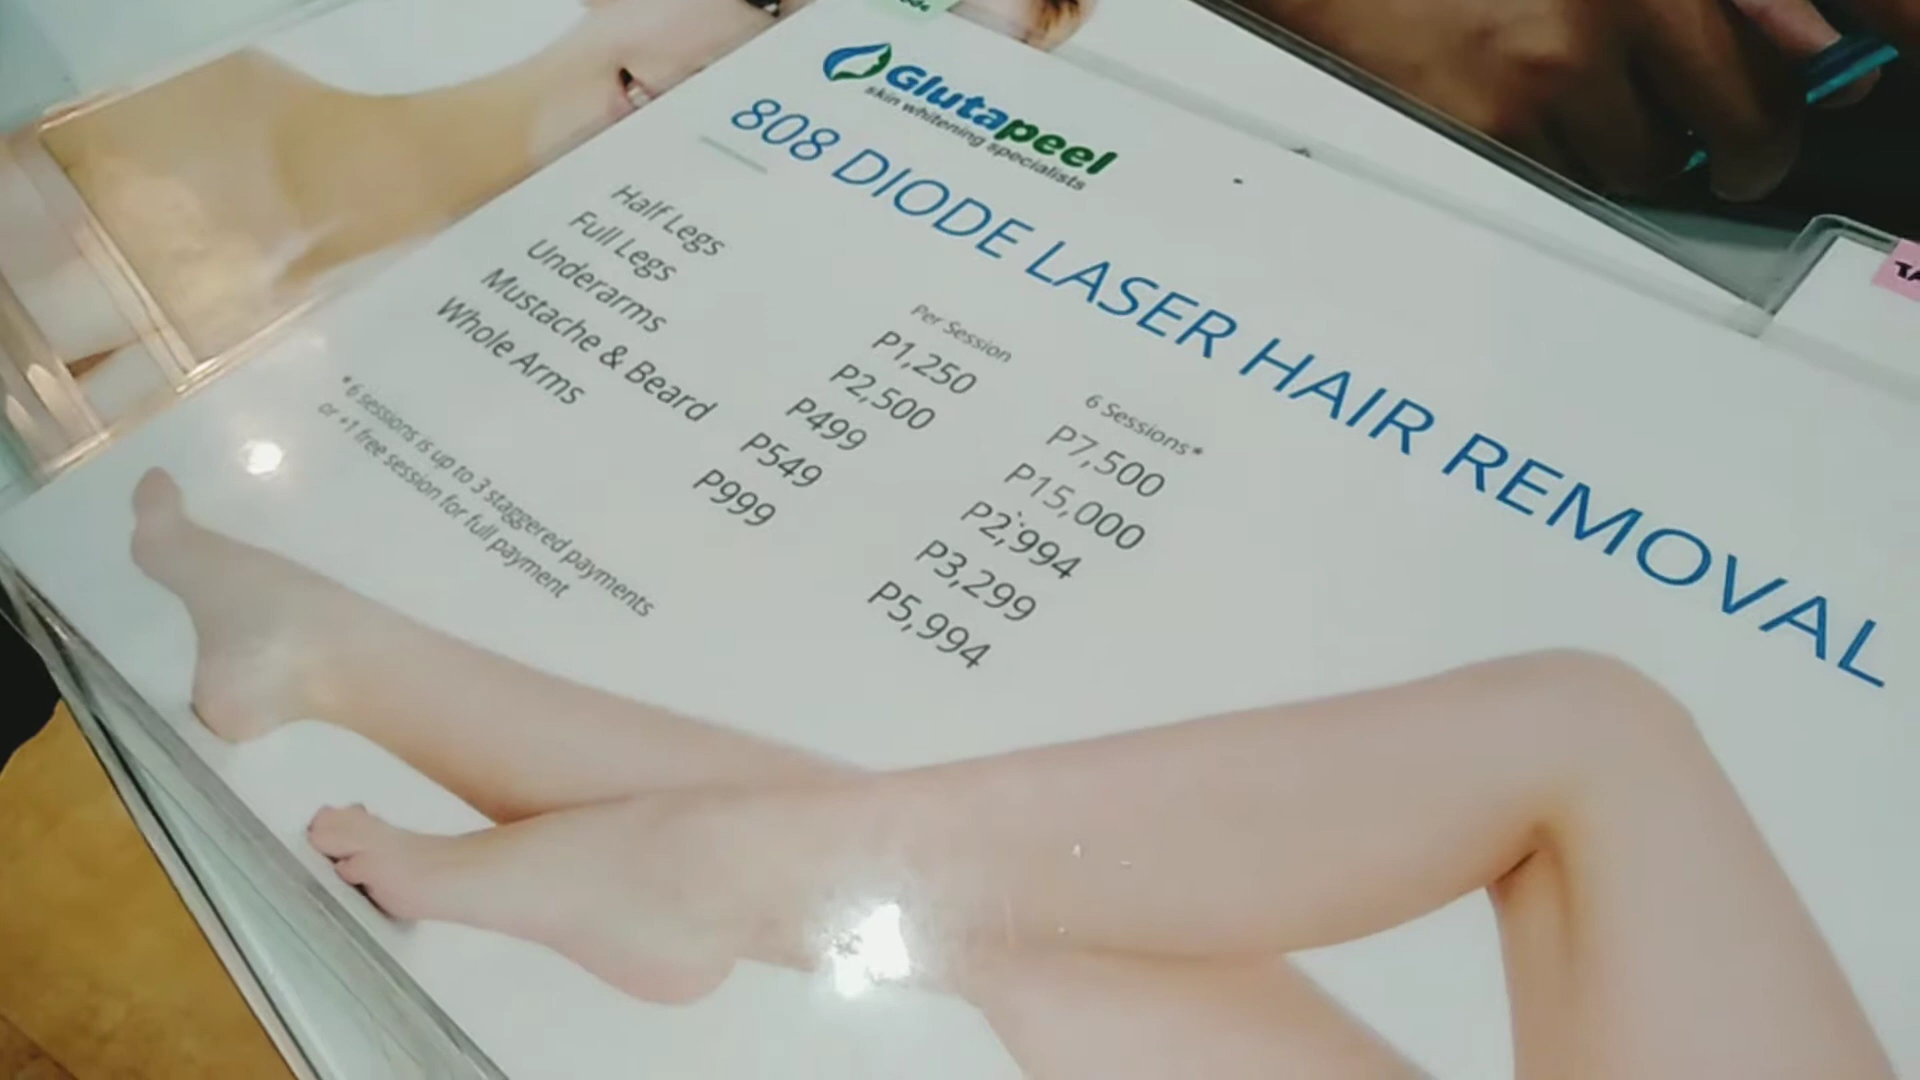 Glutapeel
skin whitening specialists
808 DIODE LASER HAIR REMOVAL
Per Session 6 Sessions*
Half Legs P1,250 P7,500
Full Legs P2,500 P15,000
Underarms P499 P2,994
Mustache & Beard P549 P3,299
Whole Arms P999 P5,994
*6 sessions is up to 3 staggered payments
or +1 free session for full payment